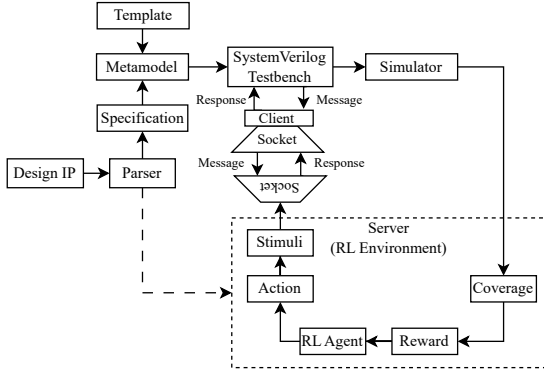 Template
Metamodel
SystemVerilog
Testbench
Simulator
Response
Message
Specification
Client
Socket
Message
Response
Design IP
Parser
Socket
Server
(RL Environment)
Stimuli
Action
Coverage
RL Agent
Reward